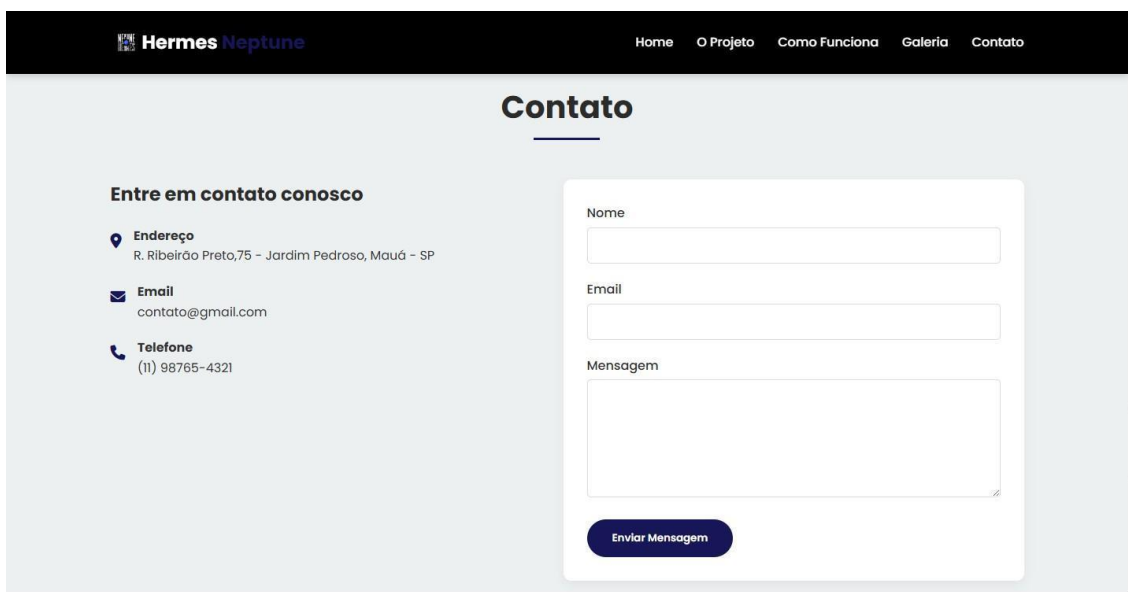 Hermes Neptune
Home O Projeto Como Funciona Galeria Contato
Contato
Entre em contato conosco
Endereço
R. Ribeirão Preto,75 - Jardim Pedroso, Mauá - SP
Email
contato@gmail.com
Telefone
(11) 98765-4321
Nome
Email
Mensagem
Enviar Mensagem